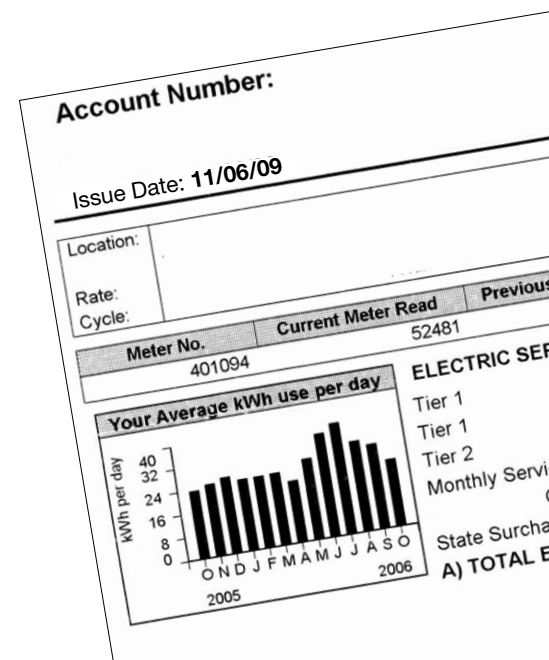 Account Number:
Issue Date: 11/06/09
Location:
Rate:
Cycle:
Meter No. Current Meter Read Previous
401094 52481
Your Average kWh use per day
kWh per day
40
32
24
16
8
0
O N D J F M A M J J A S O
2005 2006
ELECTRIC SER
Tier 1
Tier 1
Tier 2
Monthly Servi
State Surcha
A) TOTAL E